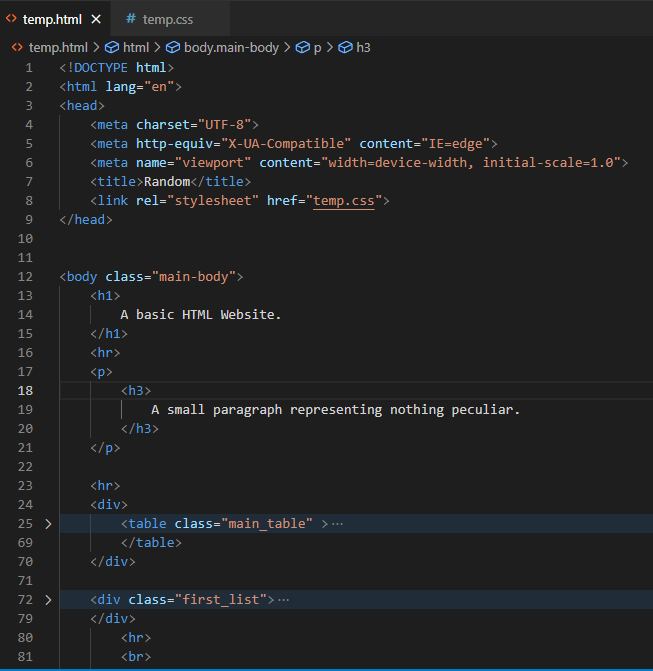 temp.html × # temp.css
temp.html > html > body.main-body > p > h3
1 <!DOCTYPE html>
2 <html lang="en">
3 <head>
4 <meta charset="UTF-8">
5 <meta http-equiv="X-UA-Compatible" content="IE=edge">
6 <meta name="viewport" content="width=device-width, initial-scale=1.0">
7 <title>Random</title>
8 <link rel="stylesheet" href="temp.css">
9 </head>
10
11
12 <body class="main-body">
13 <h1>
14 A basic HTML Website.
15 </h1>
16 <hr>
17 <p>
18 <h3>
19 A small paragraph representing nothing peculiar.
20 </h3>
21 </p>
22
23 <hr>
24 <div>
25 > <table class="main_table" >···
69 </table>
70 </div>
71
72 > <div class="first_list">···
79 </div>
80 <hr>
81 <br>